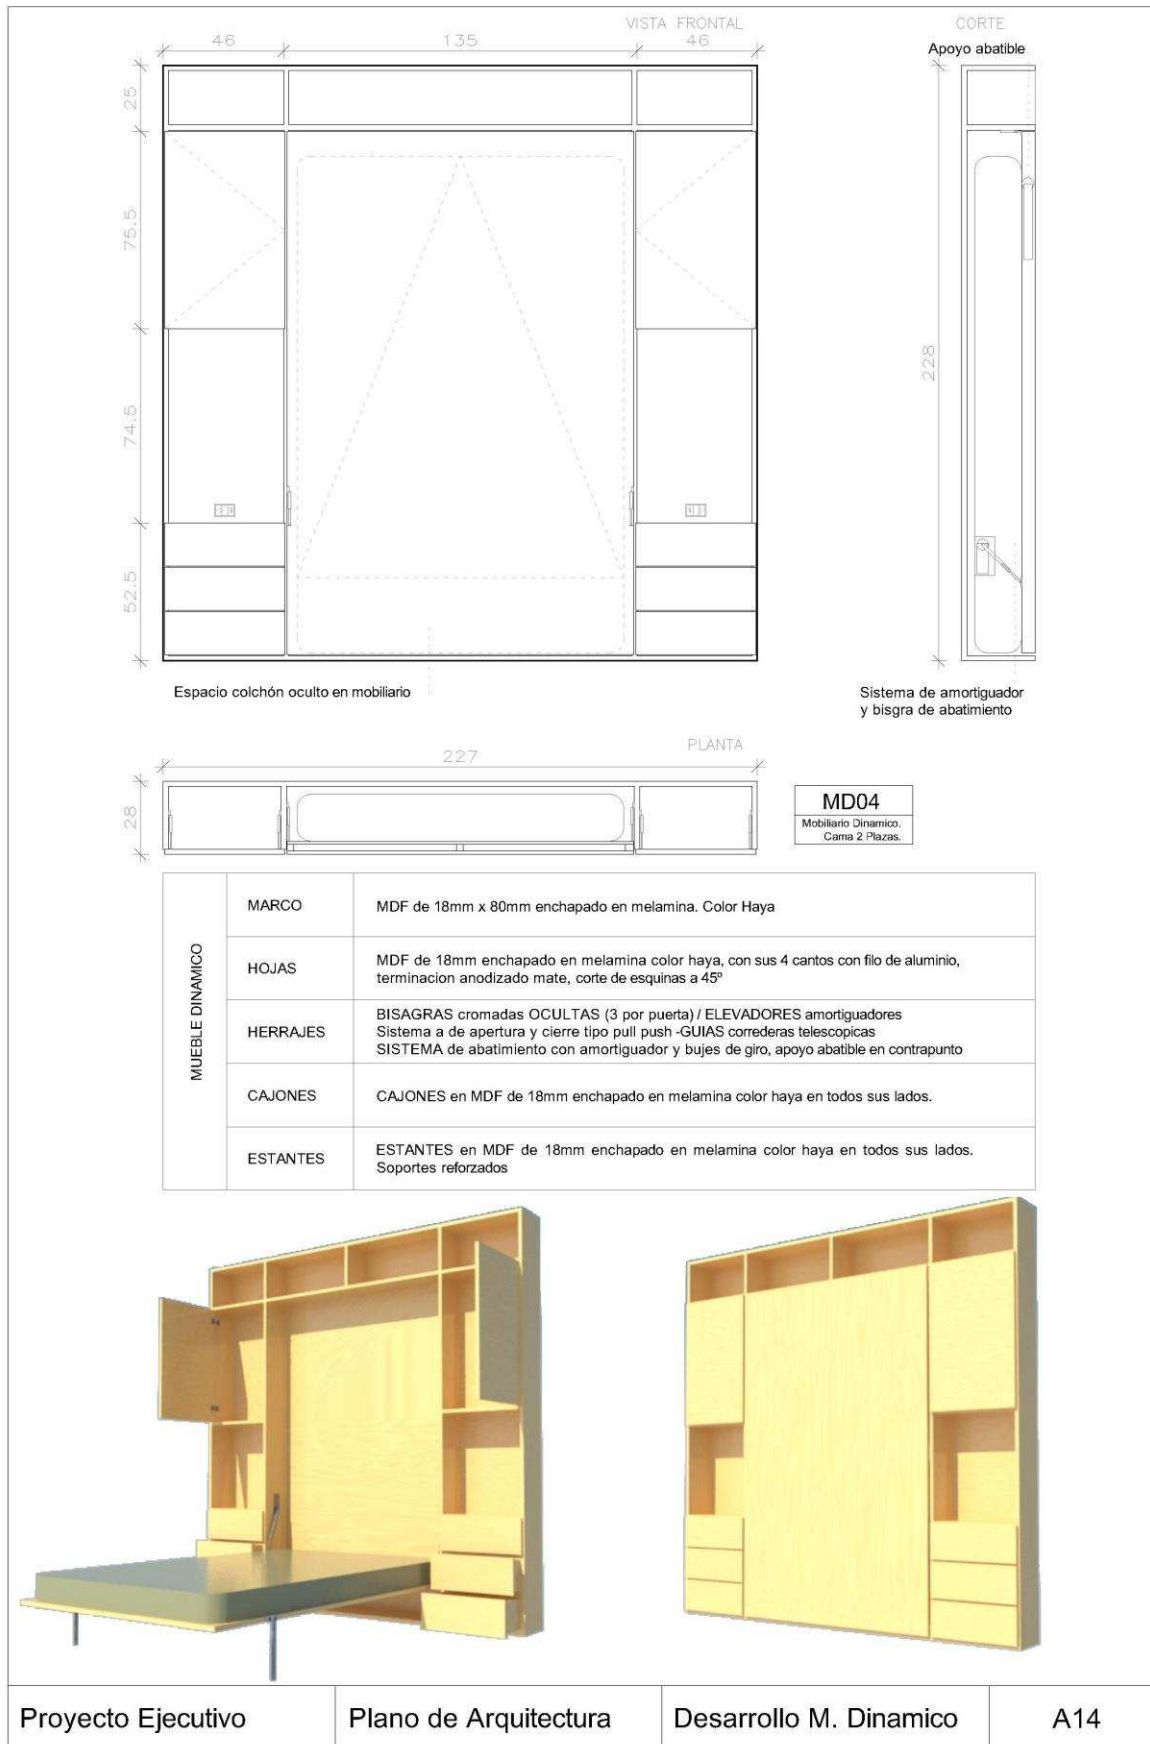 VISTA FRONTAL
CORTE
46
135
46
Apoyo abatible
25
75.5
74.5
52.5
228
Espacio colchón oculto en mobiliario
Sistema de amortiguador
y bisgra de abatimiento
PLANTA
227
28
MD04
Mobiliario Dinamico.
Cama 2 Plazas.
MUEBLE DINAMICO
MARCO
MDF de 18mm x 80mm enchapado en melamina. Color Haya
HOJAS
MDF de 18mm enchapado en melamina color haya, con sus 4 cantos con filo de aluminio,
terminacion anodizado mate, corte de esquinas a 45º
HERRAJES
BISAGRAS cromadas OCULTAS (3 por puerta) / ELEVADORES amortiguadores
Sistema a de apertura y cierre tipo pull push -GUIAS correderas telescopicas
SISTEMA de abatimiento con amortiguador y bujes de giro, apoyo abatible en contrapunto
CAJONES
CAJONES en MDF de 18mm enchapado en melamina color haya en todos sus lados.
ESTANTES
ESTANTES en MDF de 18mm enchapado en melamina color haya en todos sus lados.
Soportes reforzados
Proyecto Ejecutivo
Plano de Arquitectura
Desarrollo M. Dinamico
A14